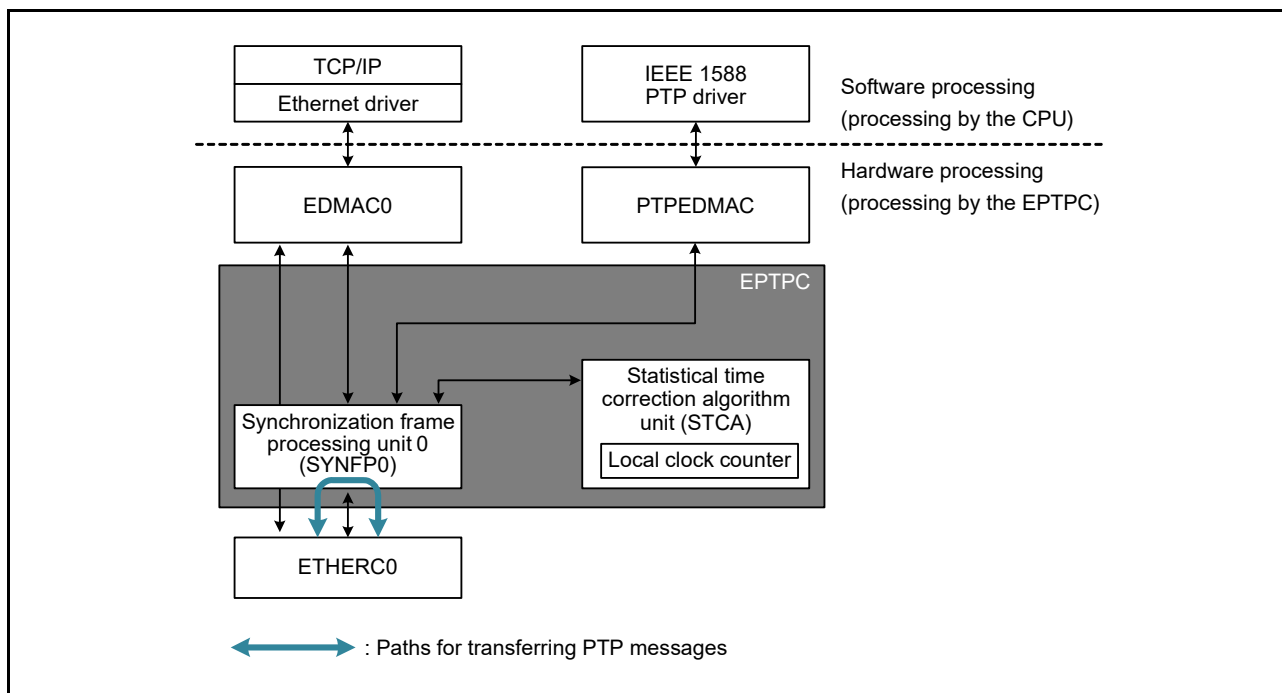 TCP/IP
Ethernet driver
IEEE 1588
PTP driver
Software processing
(processing by the CPU)
Hardware processing
(processing by the EPTPC)
EDMAC0
PTPEDMAC
EPTPC
Synchronization frame
processing unit 0
(SYNFP0)
Statistical time
correction algorithm
unit (STCA)
Local clock counter
ETHERC0
: Paths for transferring PTP messages